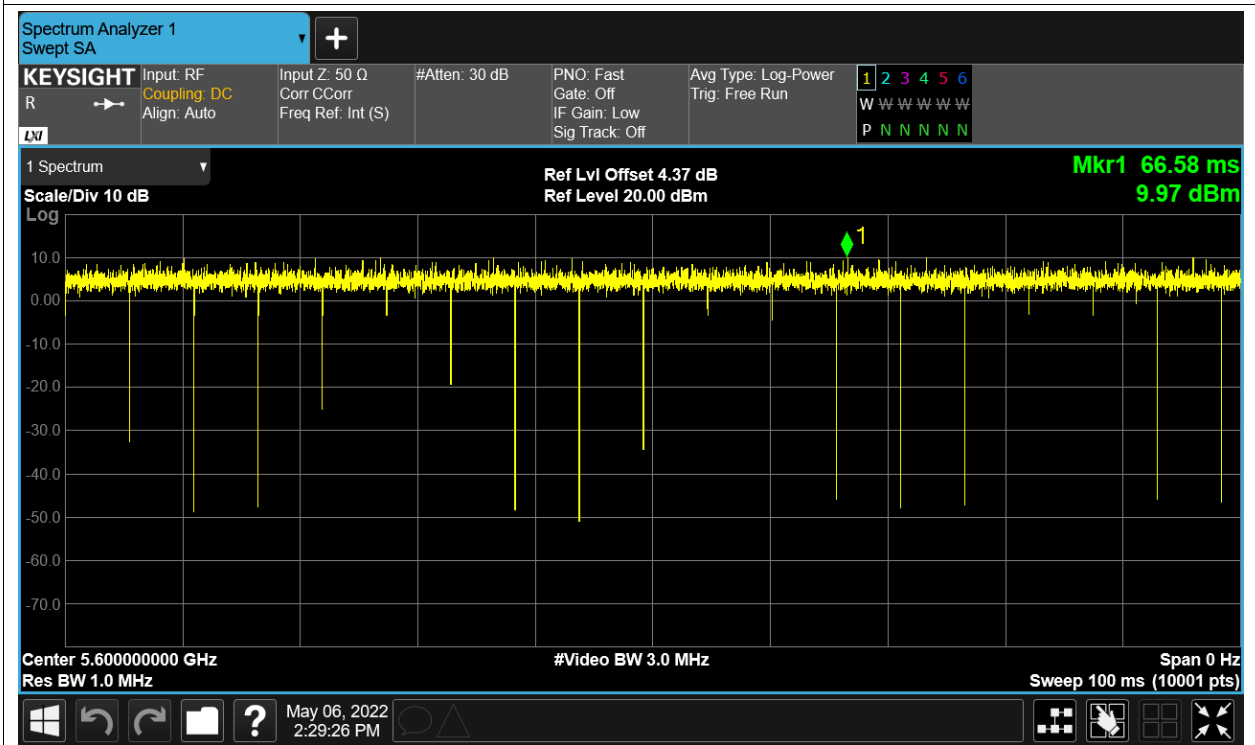 Spectrum Analyzer 1
Swept SA
KEYSIGHT
R
LXI
Input: RF
Coupling: DC
Align: Auto
Input Z: 50 Ω
Corr CCorr
Freq Ref: Int (S)
#Atten: 30 dB
PNO: Fast
Gate: Off
IF Gain: Low
Sig Track: Off
Avg Type: Log-Power
Trig: Free Run
1 2 3 4 5 6
W W W W W W
P N N N N N
1 Spectrum
Scale/Div 10 dB
Ref Lvl Offset 4.37 dB
Ref Level 20.00 dBm
Mkr1 66.58 ms
9.97 dBm
Log
1
10.0
0.00
-10.0
-20.0
-30.0
-40.0
-50.0
-60.0
-70.0
Center 5.600000000 GHz
Res BW 1.0 MHz
#Video BW 3.0 MHz
Span 0 Hz
Sweep 100 ms (10001 pts)
?
May 06, 2022
2:29:26 PM